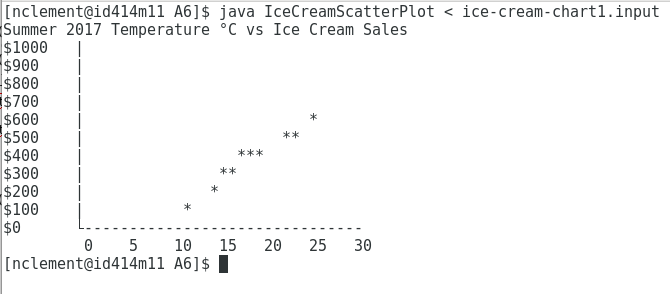 [nclement@id414m11 A6]$ java IceCreamScatterPlot < ice-cream-chart1.input
Summer 2017 Temperature °C vs Ice Cream Sales
$1000   |
$900    |
$800    |
$700    |
$600    |                         *
$500    |                      **
$400    |                 ***
$300    |               **
$200    |              *
$100    |           *
$0      └-------------------------------
         0    5    10   15   20   25   30
[nclement@id414m11 A6]$